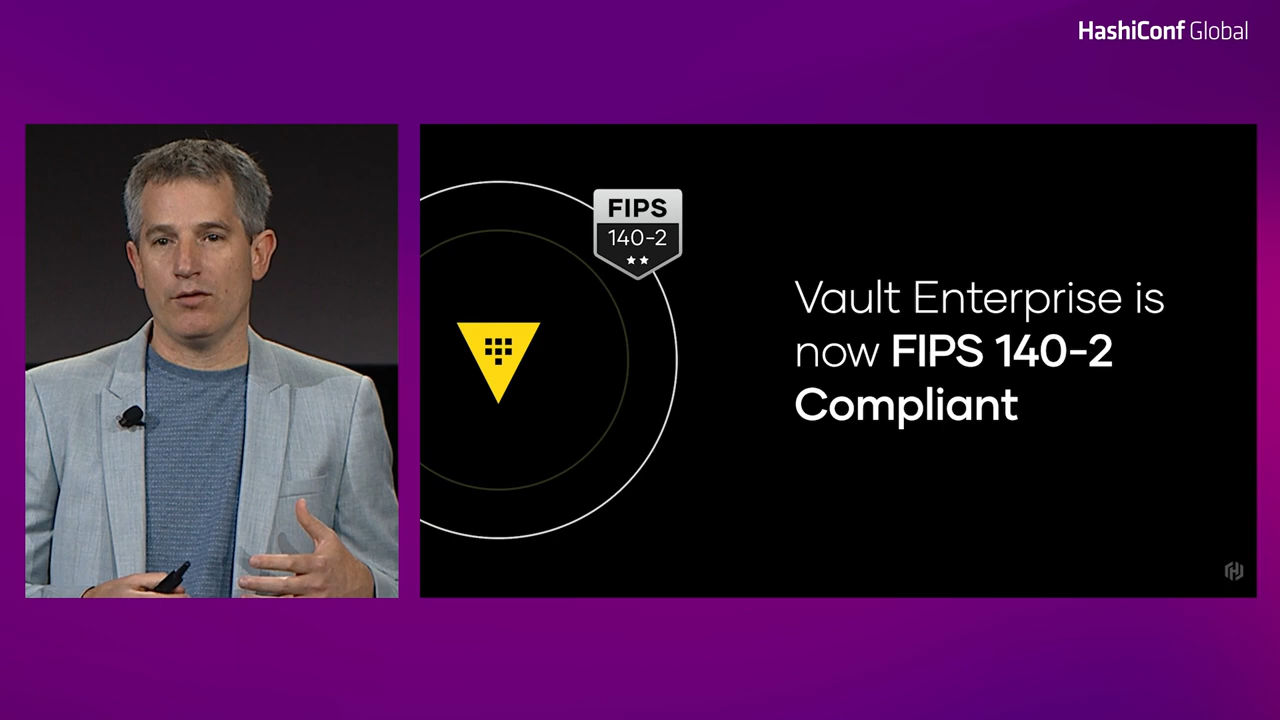 HashiConf Global
FIPS
140-2
Vault Enterprise is
now FIPS 140-2
Compliant